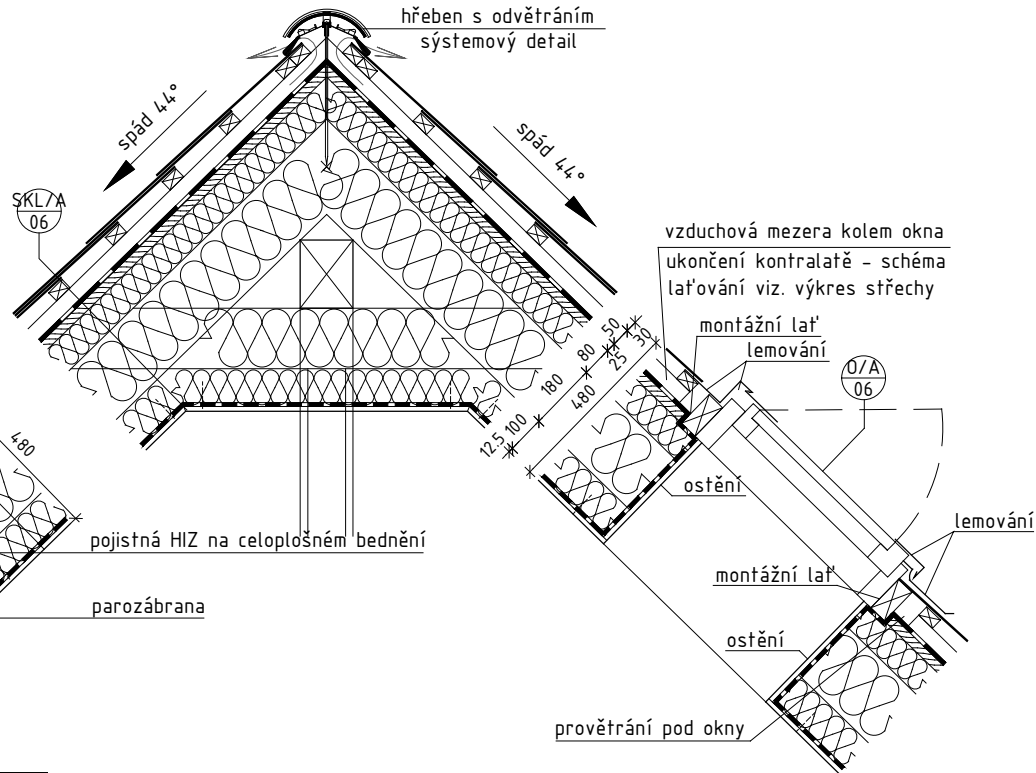 hřeben s odvětráním
sýstemový detail
spád 44°
spád 44°
SKL/A
06
vzduchová mezera kolem okna
ukončení kontralatě - schéma
laťování viz. výkres střechy
montážní lať
lemování
O/A
06
12.5
100
180
80
50
25
30
480
480
ostění
lemování
pojistná HIZ na celoplošném bednění
montážní lať
parozábrana
ostění
provětrání pod okny